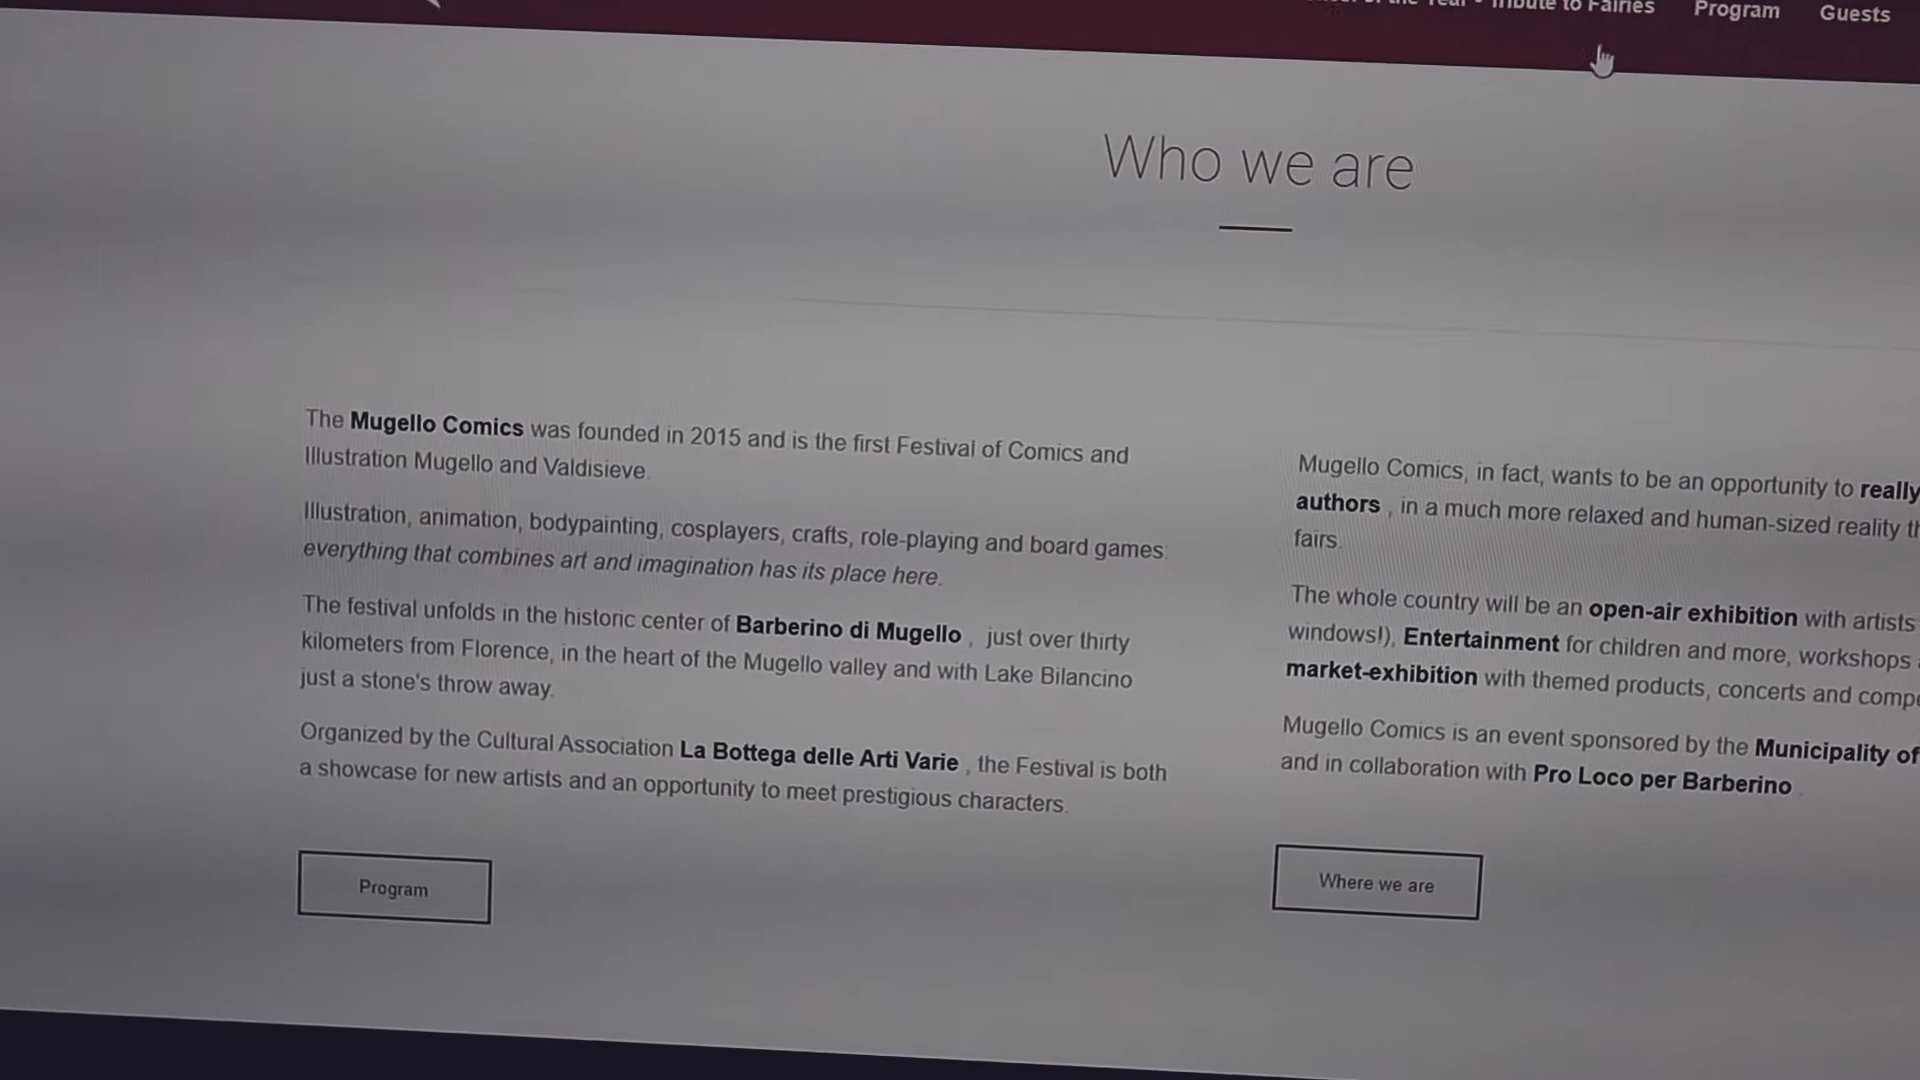 Tribute to Fairies Program Guests
Who we are
The Mugello Comics was founded in 2015 and is the first Festival of Comics and
Illustration Mugello and Valdisieve.
Illustration, animation, bodypainting, cosplayers, crafts, role-playing and board games:
everything that combines art and imagination has its place here.
The festival unfolds in the historic center of Barberino di Mugello , just over thirty
kilometers from Florence, in the heart of the Mugello valley and with Lake Bilancino
just a stone's throw away.
Organized by the Cultural Association La Bottega delle Arti Varie , the Festival is both
a showcase for new artists and an opportunity to meet prestigious characters.
Program
Mugello Comics, in fact, wants to be an opportunity to really
authors , in a much more relaxed and human-sized reality
fairs.
The whole country will be an open-air exhibition with artists
windows!), Entertainment for children and more, workshops
market-exhibition with themed products, concerts and
Mugello Comics is an event sponsored by the Municipality of
and in collaboration with Pro Loco per Barberino .
Where we are